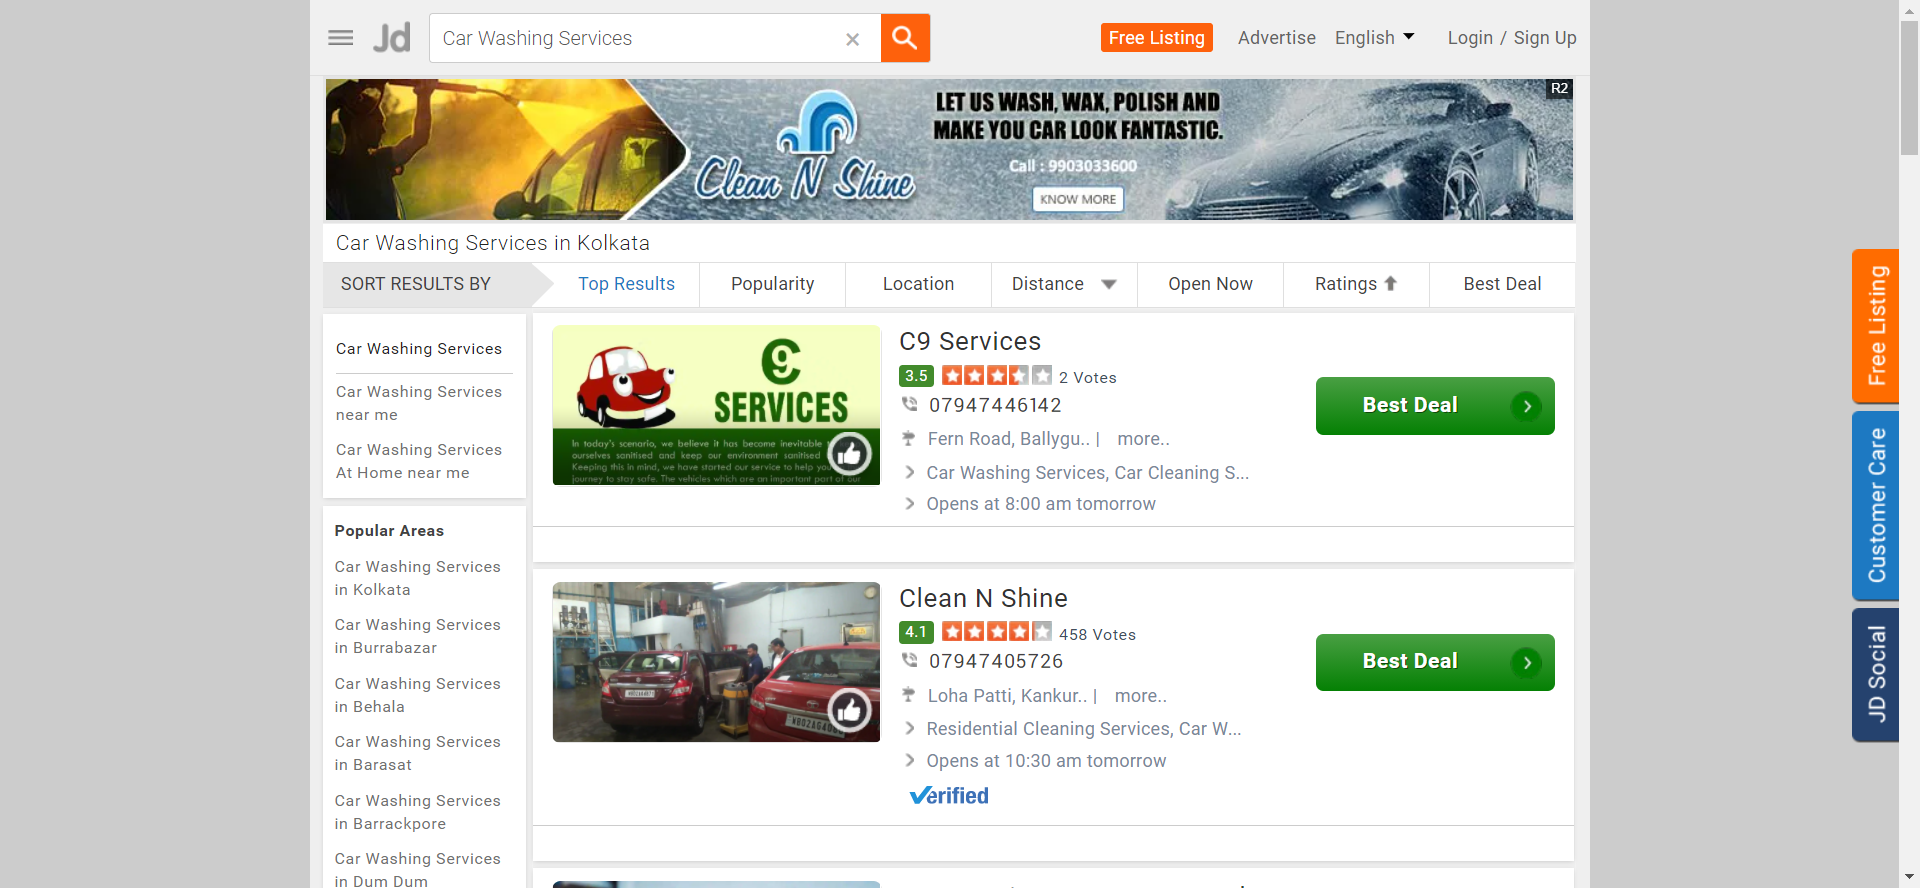 Jd
Car Washing Services
Free Listing
Advertise
English
Login / Sign Up
R2
Clean N Shine
LET US WASH, WAX, POLISH AND
MAKE YOU CAR LOOK FANTASTIC.
Call : 9903033600
KNOW MORE
Car Washing Services in Kolkata
SORT RESULTS BY
Top Results
Popularity
Location
Distance
Open Now
Ratings
Best Deal
Car Washing Services
Car Washing Services
near me
Car Washing Services
At Home near me
Popular Areas
Car Washing Services
in Kolkata
Car Washing Services
in Burrabazar
Car Washing Services
in Behala
Car Washing Services
in Barasat
Car Washing Services
in Barrackpore
Car Washing Services
in Dum Dum
C9
SERVICES
In today's scenario, we believe it has become inevitable
ourselves sanitised and keep our environment sanitised
Keeping this in mind, we have started our service to help you
journey to stay safe. The vehicles which are an important part of our
C9 Services
3.5
2 Votes
07947446142
Fern Road, Ballygu.. | more..
Car Washing Services, Car Cleaning S...
Opens at 8:00 am tomorrow
Best Deal
Clean N Shine
4.1
458 Votes
07947405726
Loha Patti, Kankur.. | more..
Residential Cleaning Services, Car W...
Opens at 10:30 am tomorrow
Verified
Best Deal
Free Listing
Customer Care
JD Social